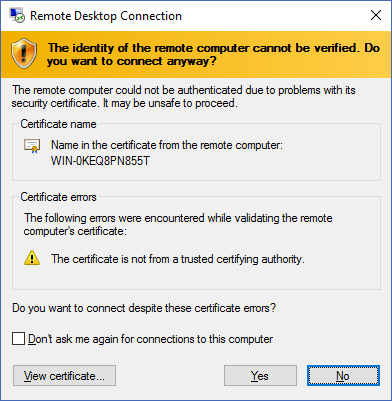 Remote Desktop Connection
The identity of the remote computer cannot be verified. Do
you want to connect anyway?
The remote computer could not be authenticated due to problems with its
security certificate. It may be unsafe to proceed.
Certificate name
Name in the certificate from the remote computer:
WIN-0KEQ8PN855T
Certificate errors
The following errors were encountered while validating the remote
computer's certificate:
The certificate is not from a trusted certifying authority.
Do you want to connect despite these certificate errors?
Don't ask me again for connections to this computer
View certificate...
Yes
No